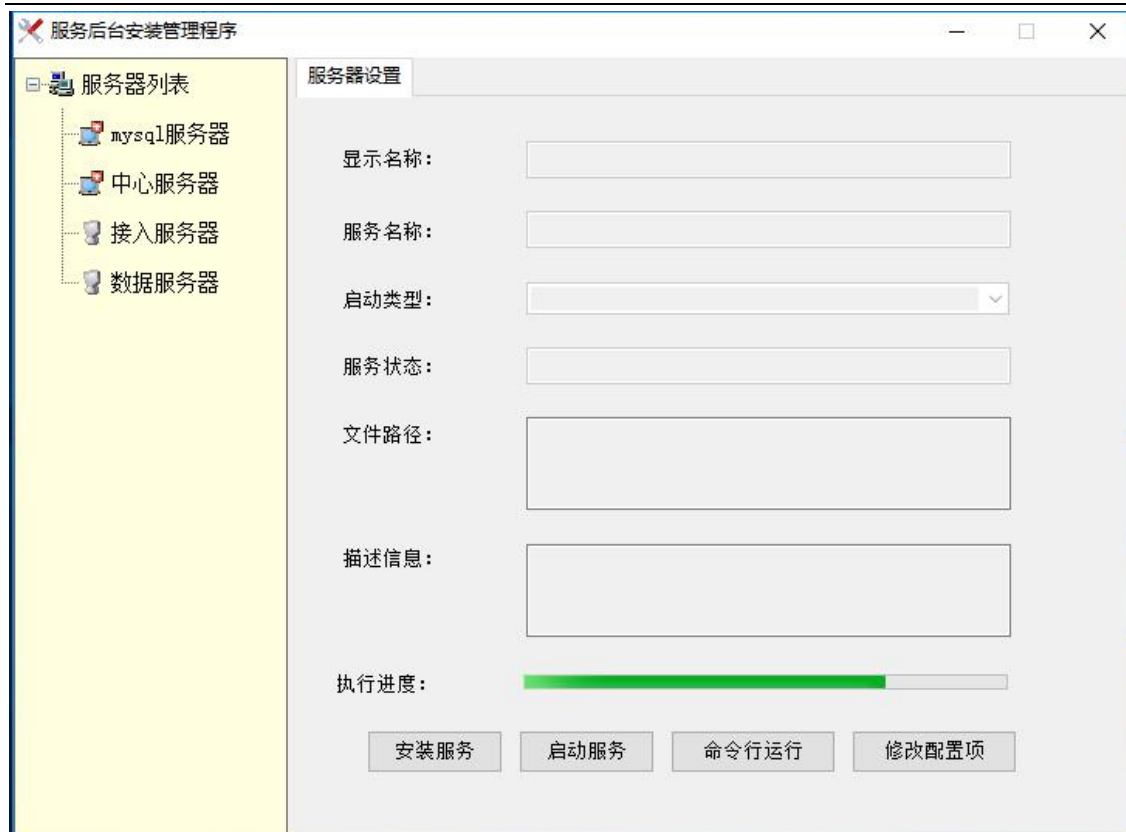 服务后台安装管理程序
服务器列表
mysql服务器
中心服务器
接入服务器
数据服务器
服务器设置
显示名称:
服务名称:
启动类型:
服务状态:
文件路径:
描述信息:
执行进度:
安装服务 启动服务 命令行运行 修改配置项